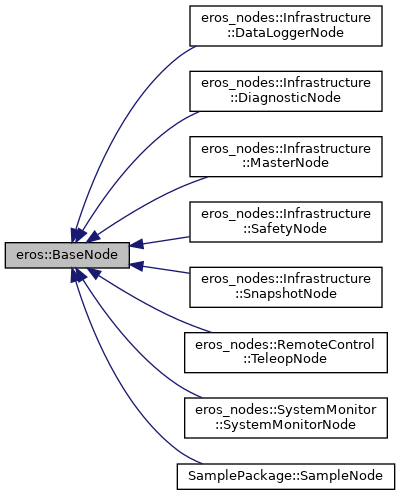 eros_nodes::Infrastructure
::DataLoggerNode
eros_nodes::Infrastructure
::DiagnosticNode
eros_nodes::Infrastructure
::MasterNode
eros_nodes::Infrastructure
::SafetyNode
eros::BaseNode
eros_nodes::Infrastructure
::SnapshotNode
eros_nodes::RemoteControl
::TeleopNode
eros_nodes::SystemMonitor
::SystemMonitorNode
SamplePackage::SampleNode